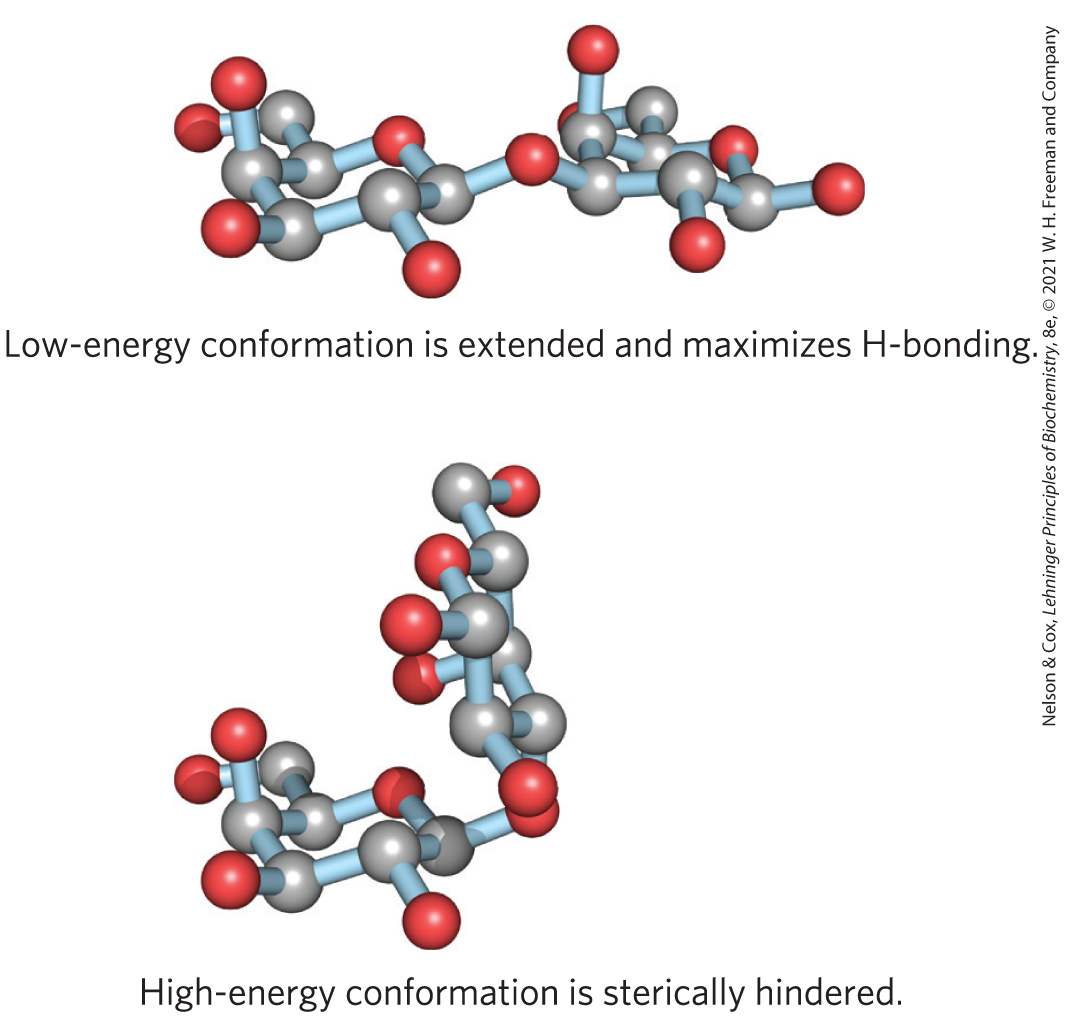 Low-energy conformation is extended and maximizes H-bonding.
High-energy conformation is sterically hindered.
Nelson & Cox, Lehninger Principles of Biochemistry, 8e, © 2021 W. H. Freeman and Company